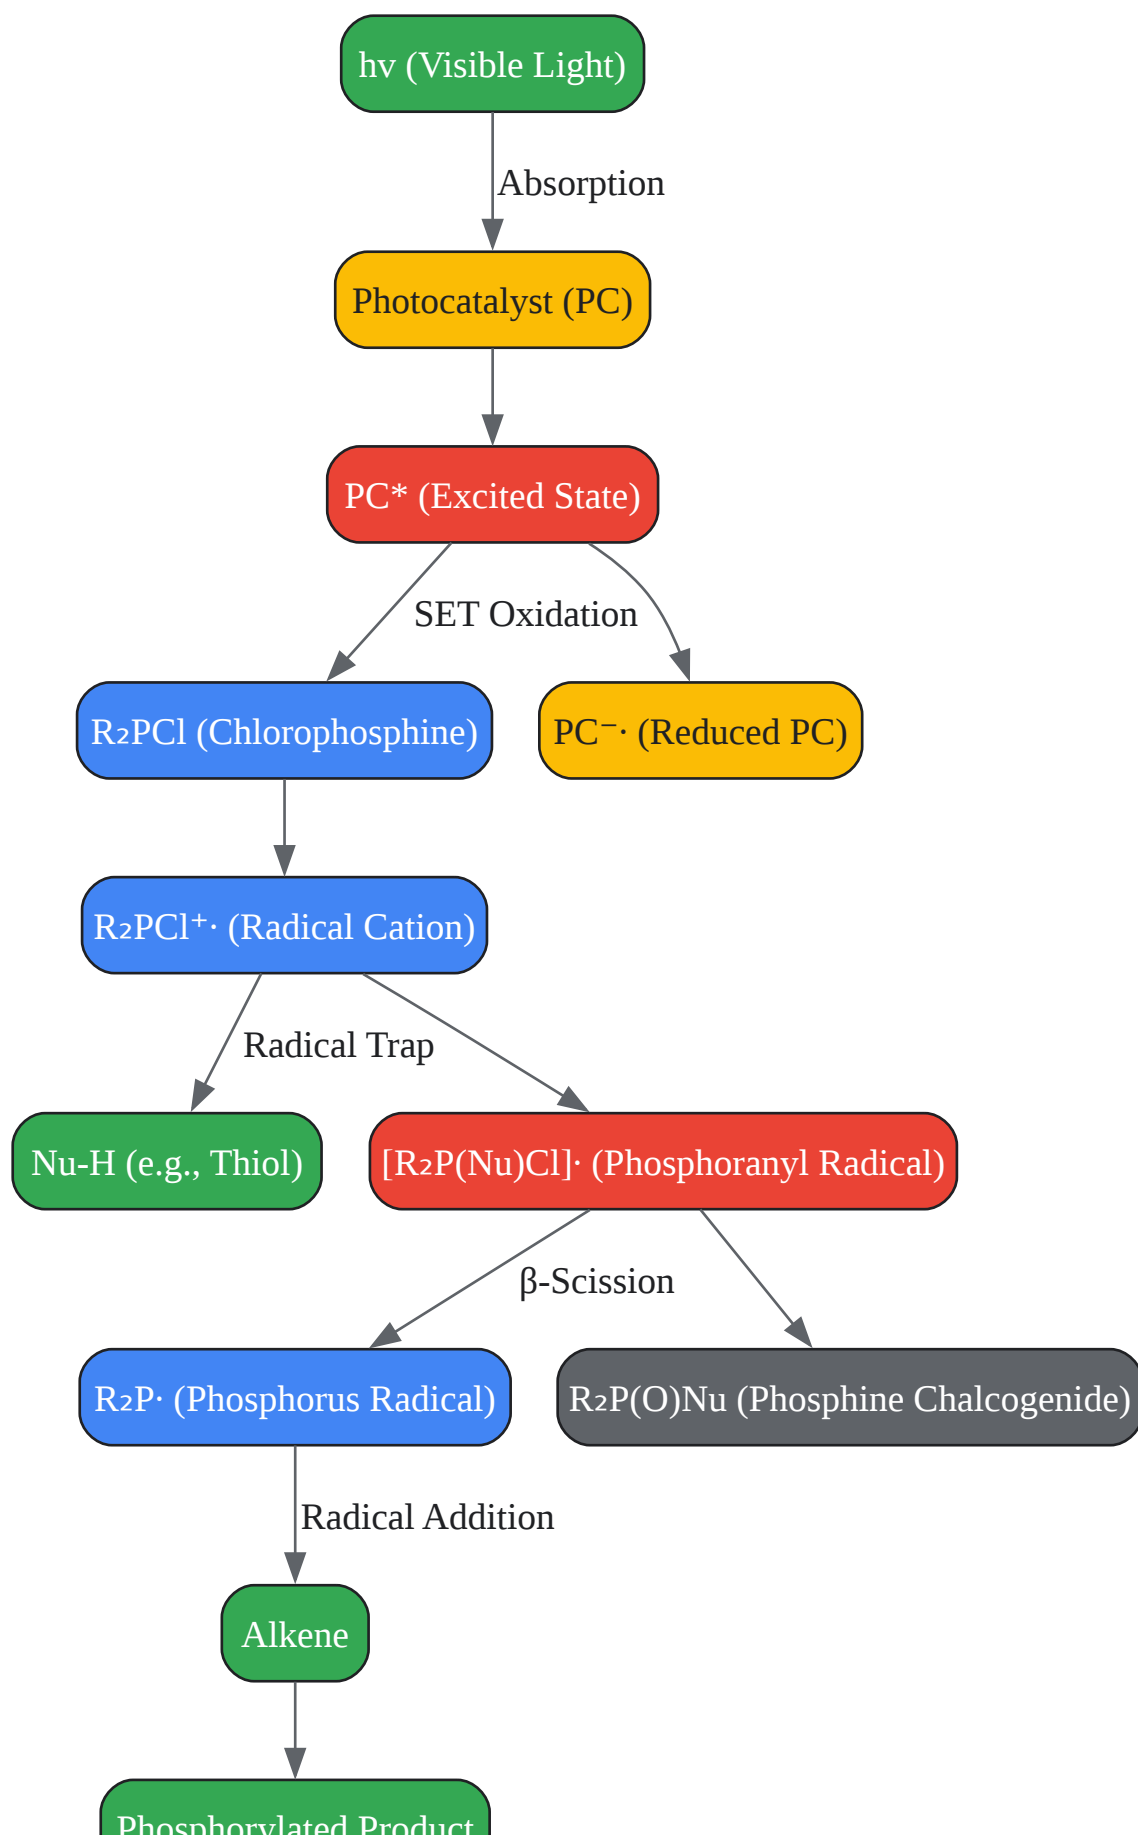 hv (Visible Light)
Absorption
Photocatalyst (PC)
PC* (Excited State)
SET Oxidation
R₂PCl (Chlorophosphine)
PC⁻· (Reduced PC)
R₂PCl⁺· (Radical Cation)
Radical Trap
Nu-H (e.g., Thiol)
[R₂P(Nu)Cl]· (Phosphoranyl Radical)
β-Scission
R₂P· (Phosphorus Radical)
R₂P(O)Nu (Phosphine Chalcogenide)
Radical Addition
Alkene
Phosphorylated Product